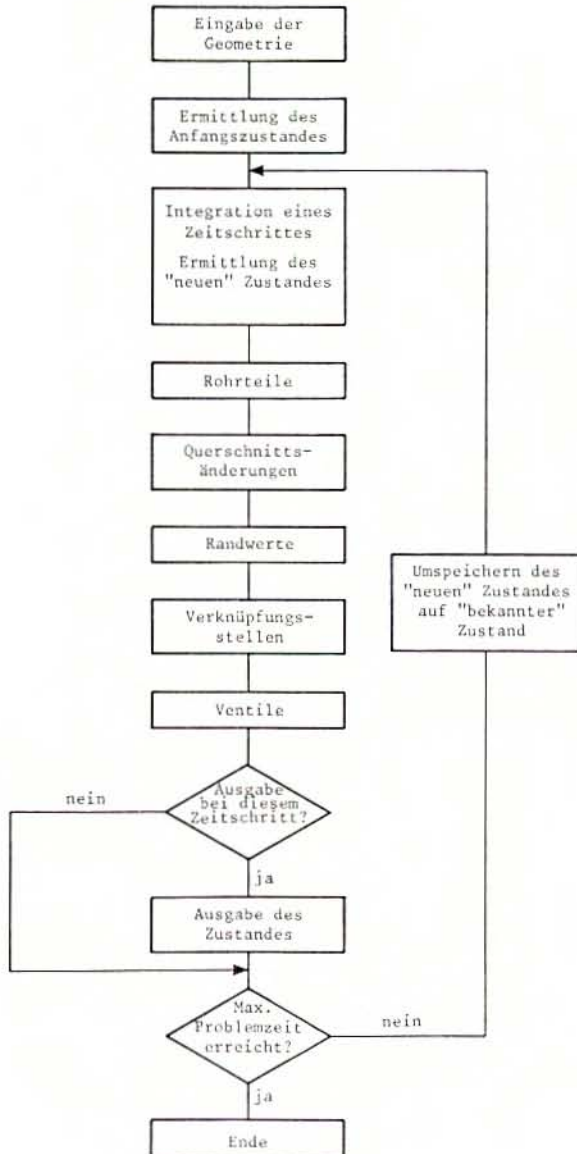 Eingabe der
Geometrie
Ermittlung des
Anfangszustandes
Integration eines
Zeitschrittes
Ermittlung des
"neuen" Zustandes
Rohrteile
Querschnitts-
änderungen
Randwerte
Umspeichern des
"neuen" Zustandes
auf "bekannter"
Zustand
Verknüpfungs-
stellen
Ventile
nein
Ausgabe
bei diesem
Zeitschritt?
ja
Ausgabe des
Zustandes
Max.
Problemzeit
erreicht?
nein
ja
Ende